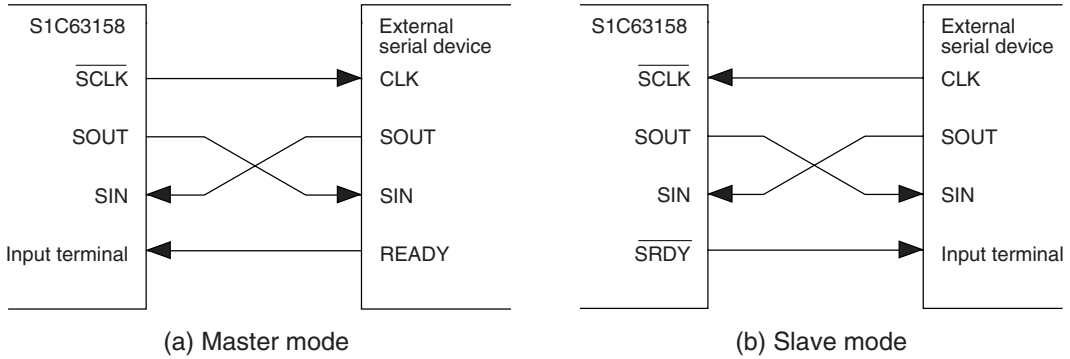 S1C63158
External
serial device
SCLK
CLK
SOUT
SOUT
SIN
SIN
Input terminal
READY
(a) Master mode
S1C63158
External
serial device
SCLK
CLK
SOUT
SOUT
SIN
SIN
SRDY
Input terminal
(b) Slave mode